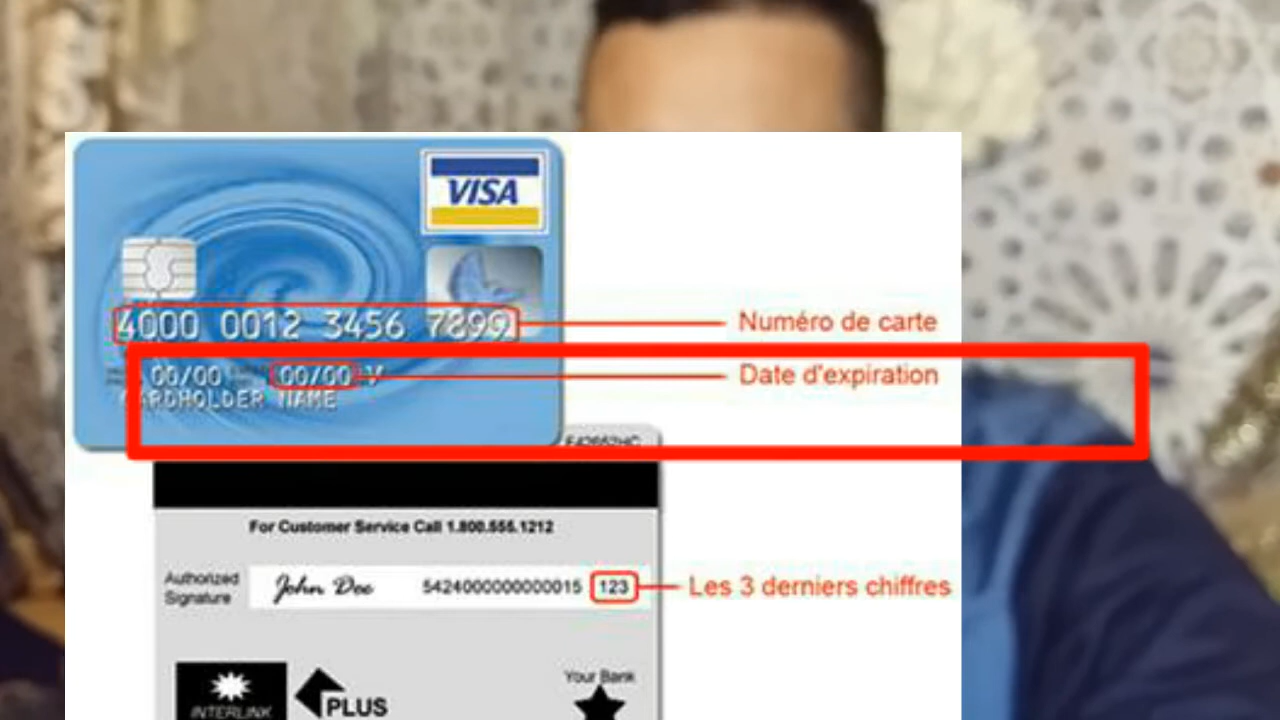 VISA
4000 0012 3456 7899
Numéro de carte
00/00 00/00 V
Date d'expiration
CARDHOLDER NAME
For Customer Service Call 1.800.555.1212
Authorized
Signature
John Doe
5424000000000015 123
Les 3 derniers chiffres
INTERLINK
PLUS
Your Bank